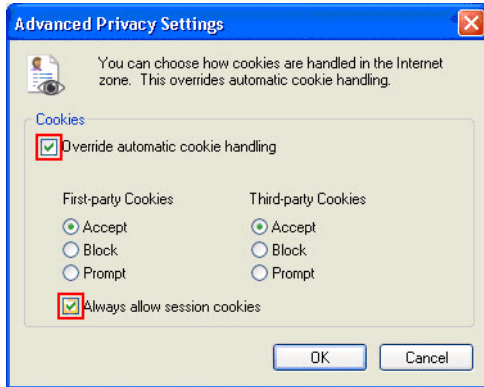 Advanced Privacy Settings
You can choose how cookies are handled in the Internet
zone. This overrides automatic cookie handling.
Cookies
Override automatic cookie handling
First-party Cookies Third-party Cookies
Accept Accept
Block Block
Prompt Prompt
Always allow session cookies
OK Cancel